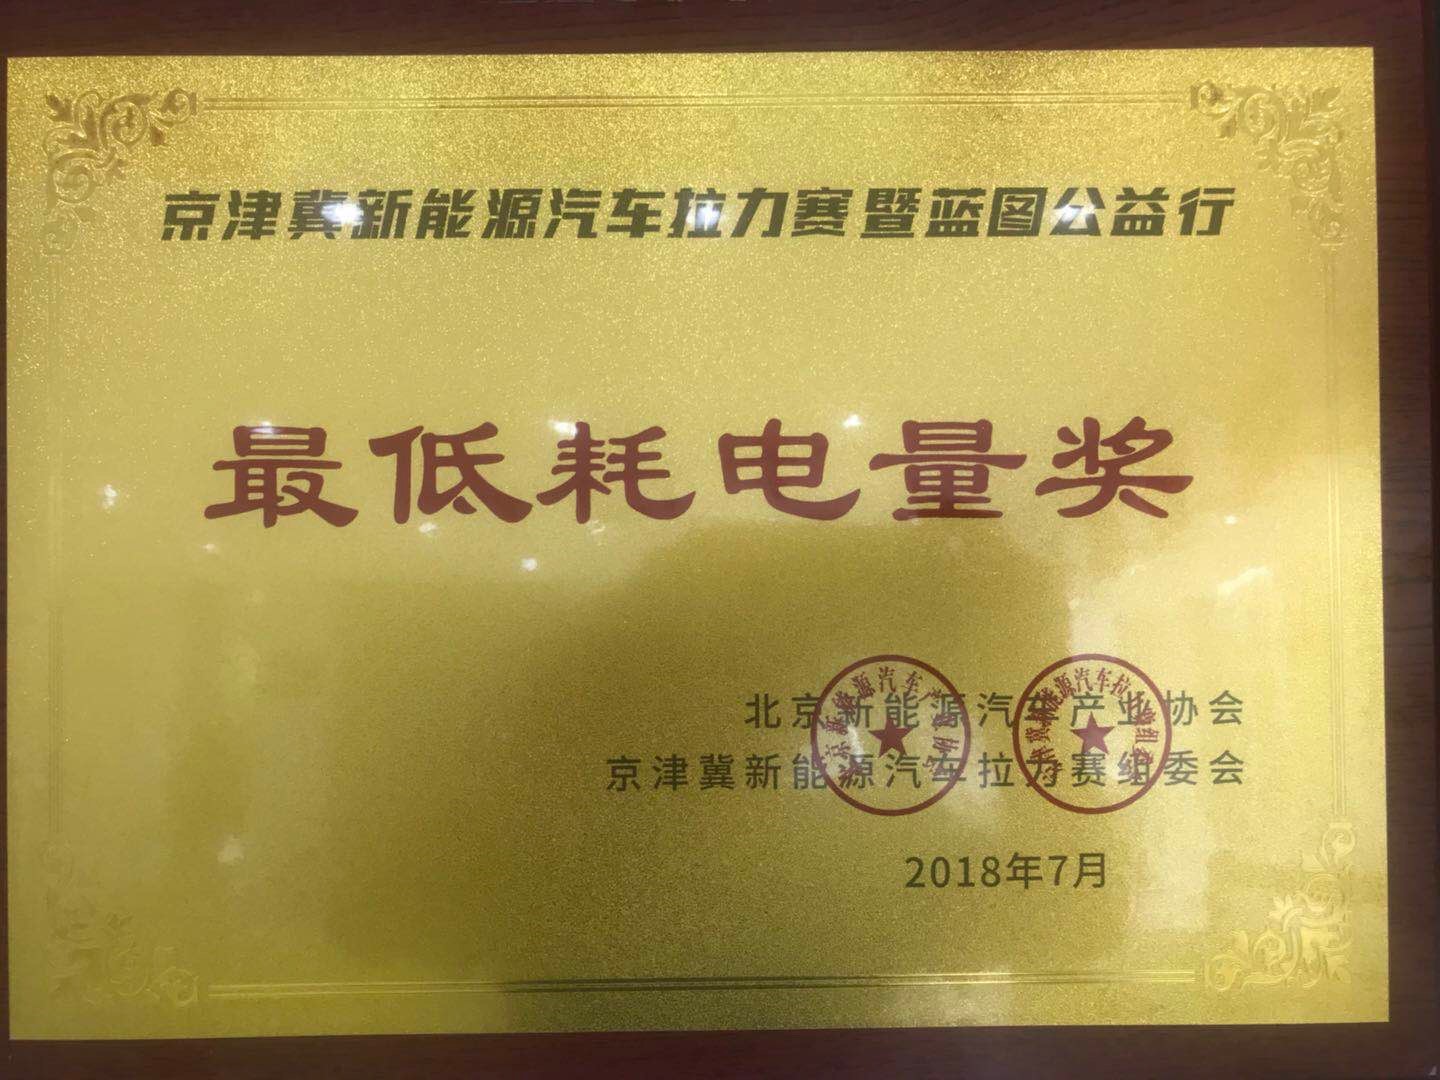 京津冀新能源汽车拉力赛暨蓝图公益行
最低耗电量奖
北京新能源汽车产业协会
京津冀新能源汽车拉力赛组委会
2018年7月